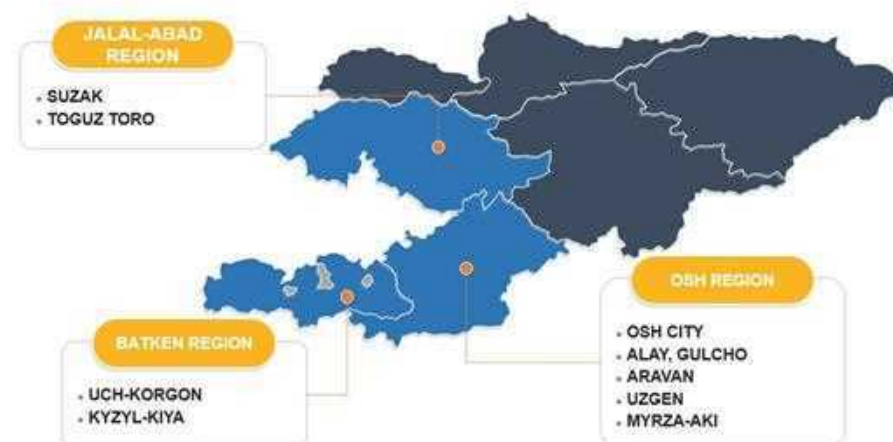 JALAL-ABAD
REGION
• SUZAK
• TOGUZ TORO
OSH REGION
• OSH CITY
• ALAY, GULCHO
• ARAVAN
• UZGEN
• MYRZA-AKI
BATKEN REGION
• UCH-KORGON
• KYZYL-KIYA